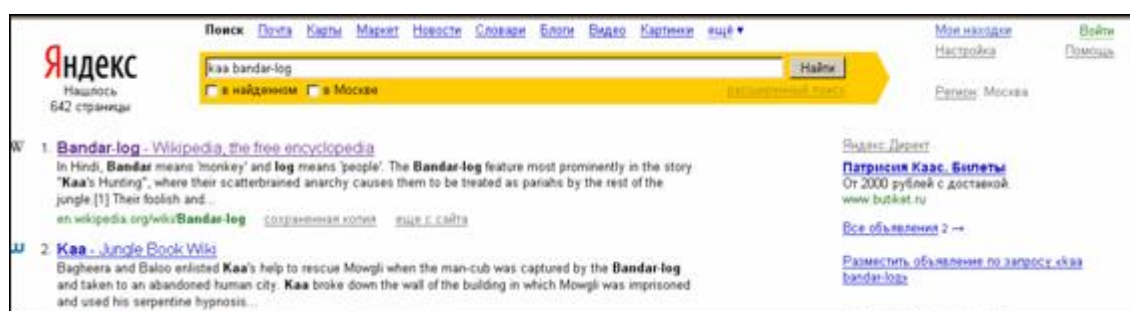 Поиск Почта Карты Маркет Новости Словари Блоги Видео Картинки ещё ▼
Мои находки Войти
Настройка Помощь
Яндекс
kaa bandar-log Найти
в найденном в Москве расширенный поиск
Нашлось
642 страницы
Регион: Москва
W 1. Bandar-log - Wikipedia, the free encyclopedia
In Hindi, Bandar means 'monkey' and log means 'people'. The Bandar-log feature most prominently in the story
"Kaa's Hunting", where their scatterbrained anarchy causes them to be treated as pariahs by the rest of the
jungle.[1] Their foolish and...
en.wikipedia.org/wiki/Bandar-log сохраненная копия еще с сайта
2. Kaa - Jungle Book Wiki
Bagheera and Baloo enlisted Kaa's help to rescue Mowgli when the man-cub was captured by the Bandar-log
and taken to an abandoned human city. Kaa broke down the wall of the building in which Mowgli was imprisoned
and used his serpentine hypnosis...
Яндекс.Директ
Патрисия Каас. Билеты
От 2000 рублей с доставкой.
www.butiket.ru
Все объявления 2 →
Разместить объявление по запросу «kaa
bandar-log»